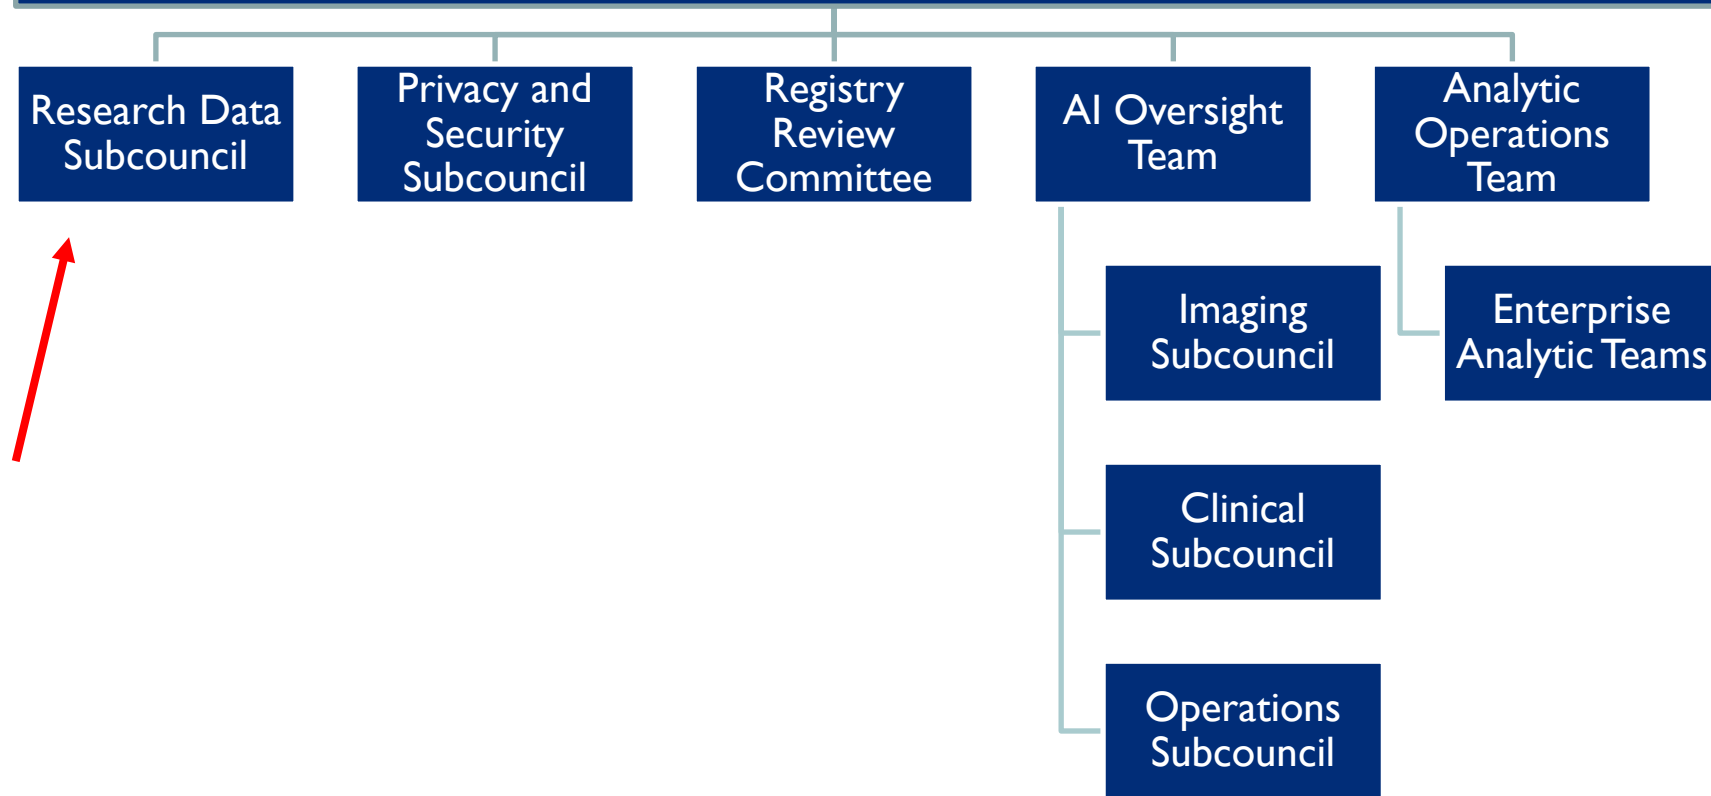 Research Data
Subcouncil
Privacy and
Security
Subcouncil
Registry
Review
Committee
AI Oversight
Team
Analytic
Operations
Team
Imaging
Subcouncil
Enterprise
Analytic Teams
Clinical
Subcouncil
Operations
Subcouncil